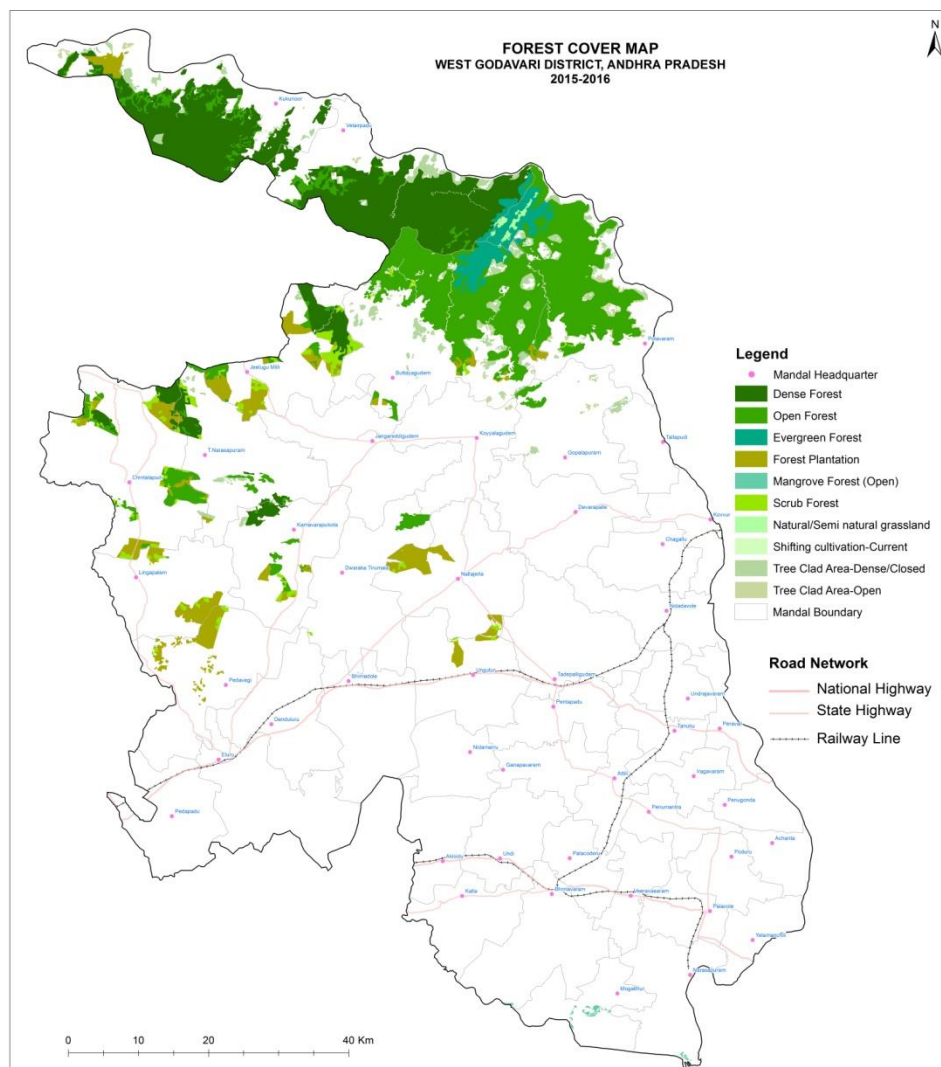 N
FOREST COVER MAP
WEST GODAVARI DISTRICT, ANDHRA PRADESH
2015-2016
Kukunoor
Velairpadu
Polavaram
Jeelugu Milli
Buttayagudem
Jangareddigudem
Koyyalagudem
Tallapudi
T.Narasapuram
Gopalapuram
Chintalapudi
Devarapalle
Kovvur
Kamavarapukota
Chagallu
Lingapalem
Dwaraka Tirumala
Nallajerla
Nidadavole
Pedavegi
Bhimadole
Unguturu
Tadepalligudem
Undrajavaram
Pentapadu
Denduluru
Tanuku
Peravali
Nidamarru
Eluru
Ganapavaram
Attili
Iragavaram
Pedapadu
Penumantra
Penugonda
Achanta
Akividu
Undi
Palacoderu
Poduru
Kalla
Bhimavaram
Veeravasaram
Palacole
Yelamanchili
Narasapuram
Mogalthur
Legend
Mandal Headquarter
Dense Forest
Open Forest
Evergreen Forest
Forest Plantation
Mangrove Forest (Open)
Scrub Forest
Natural/Semi natural grassland
Shifting cultivation-Current
Tree Clad Area-Dense/Closed
Tree Clad Area-Open
Mandal Boundary
Road Network
National Highway
State Highway
Railway Line
0 10 20 40 Km